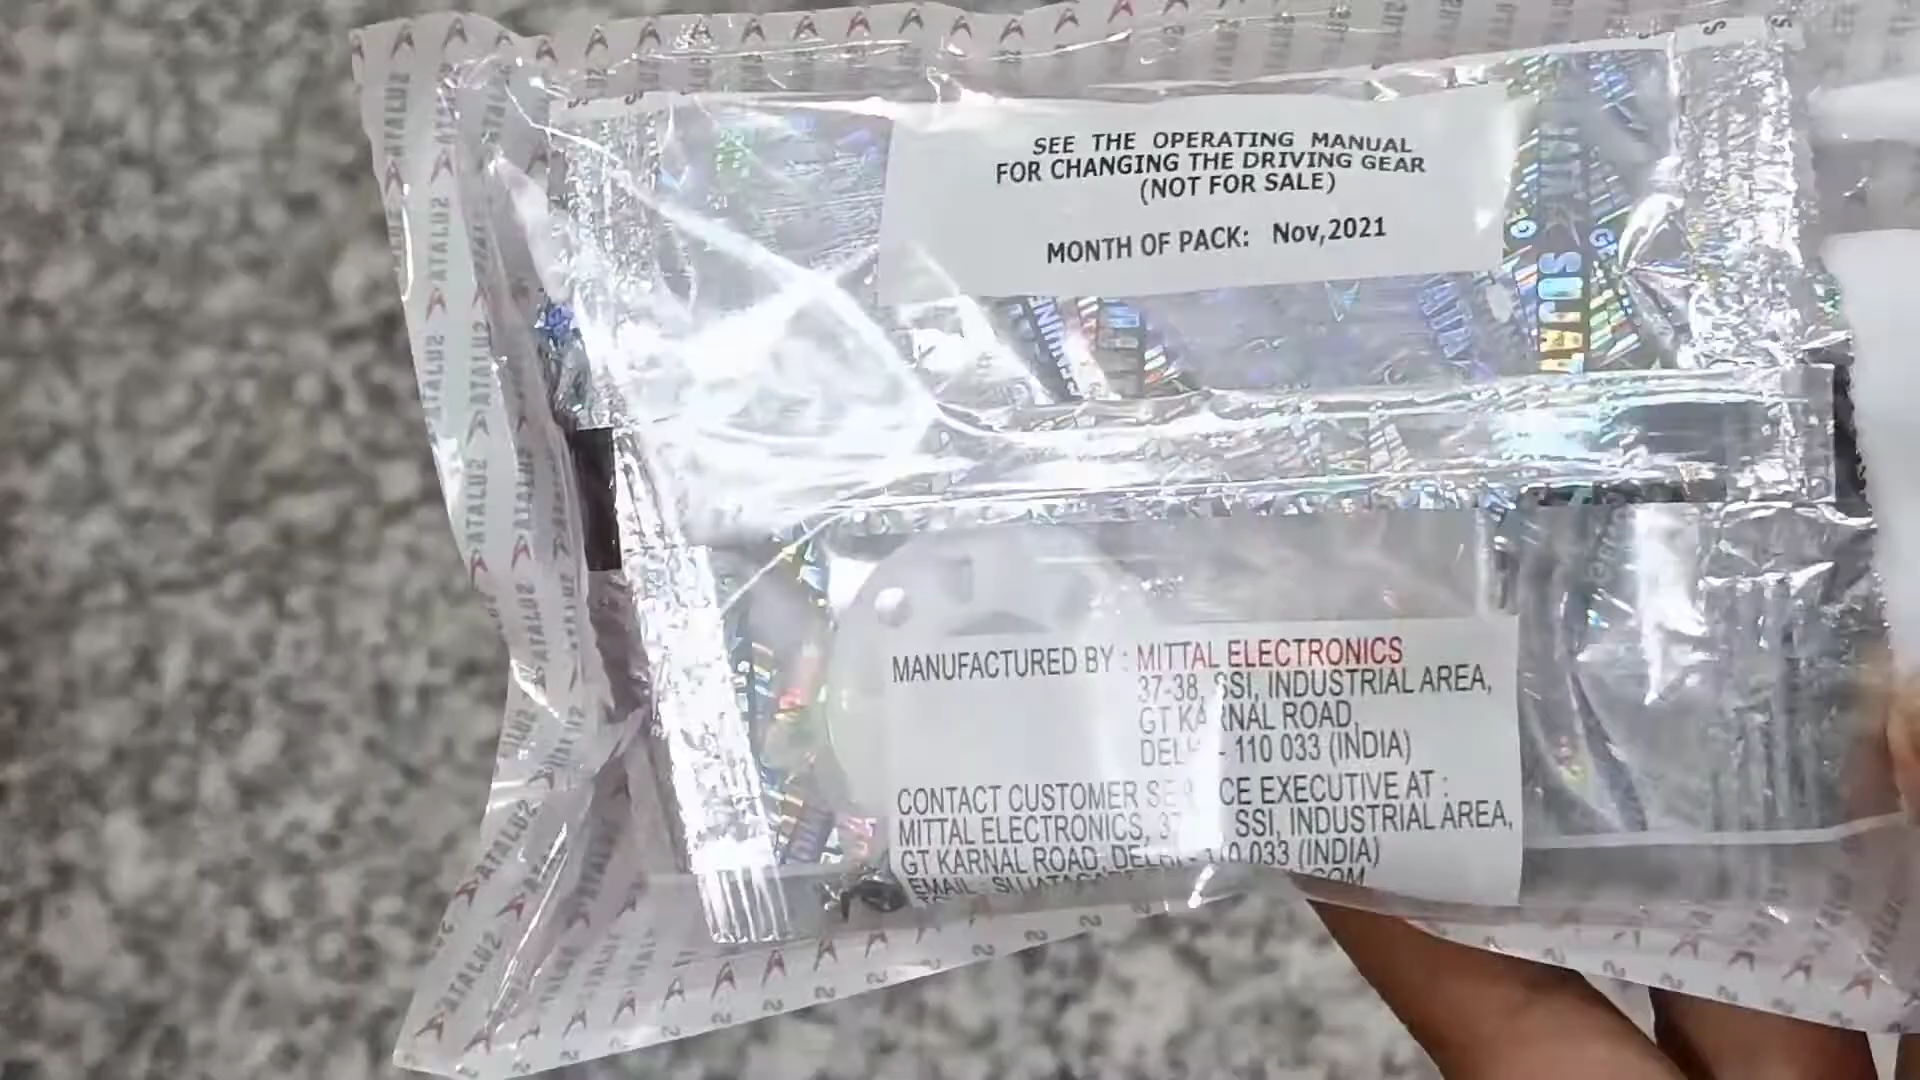 SEE THE OPERATING MANUAL
FOR CHANGING THE DRIVING GEAR
(NOT FOR SALE)
MONTH OF PACK: Nov,2021
SUJATA
MANUFACTURED BY : MITTAL ELECTRONICS
37-38, SSI, INDUSTRIAL AREA,
GT KARNAL ROAD,
DELHI - 110 033 (INDIA)
CONTACT CUSTOMER SERVICE EXECUTIVE AT :
MITTAL ELECTRONICS, SSI, INDUSTRIAL AREA,
GT KARNAL ROAD, DELHI - 110 033 (INDIA)
EMAIL :